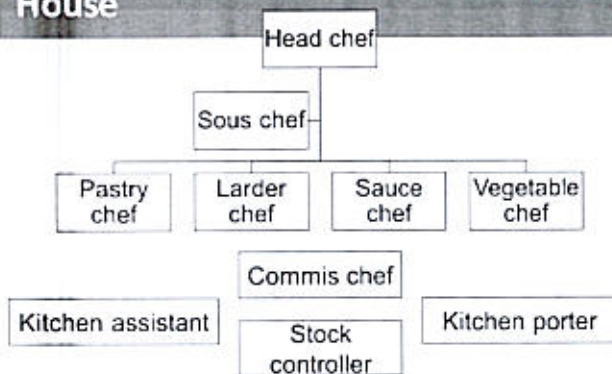 House
Head chef
Sous chef
Pastry
chef
Larder
chef
Sauce
chef
Vegetable
chef
Commis chef
Kitchen assistant
Stock
controller
Kitchen porter